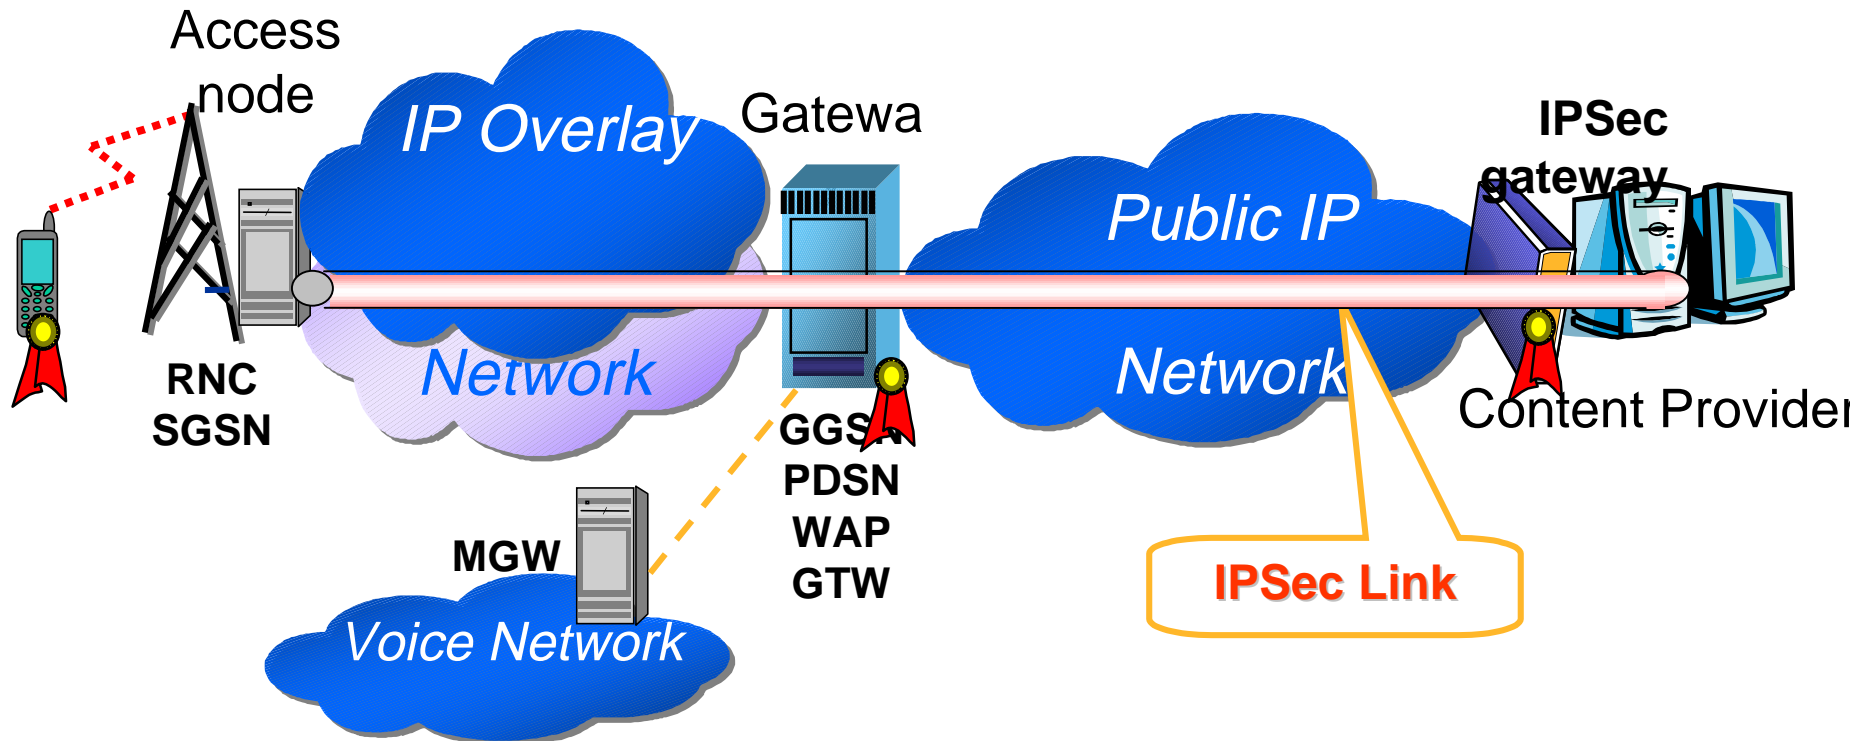 Access
node
IP Overlay
Network
Gatewa
Public IP
Network
IPSec
gateway
Content Provider
RNC
SGSN
GGSN
PDSN
WAP
GTW
MGW
Voice Network
IPSec Link